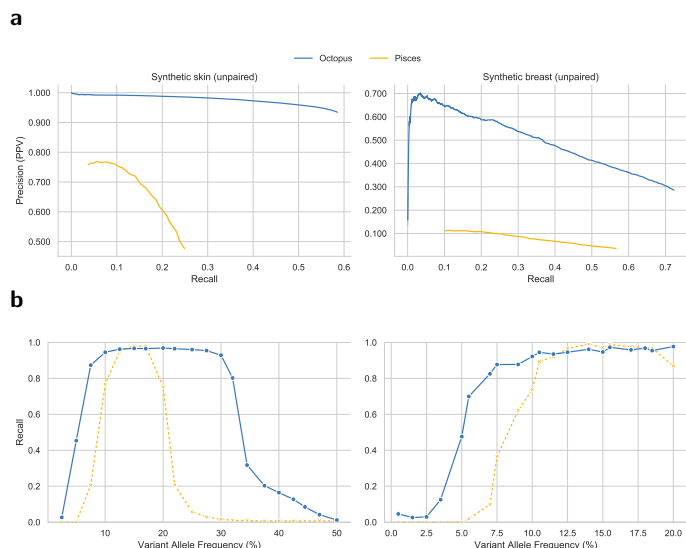 a
Octopus Pisces
Synthetic skin (unpaired) Synthetic breast (unpaired)
1.000
0.900
0.800
0.700
0.600
0.500
Precision (PPV)
0.0 0.1 0.2 0.3 0.4 0.5 0.6
Recall
0.700
0.600
0.500
0.400
0.300
0.200
0.100
0.0 0.1 0.2 0.3 0.4 0.5 0.6 0.7
Recall
b
1.0
0.8
0.6
0.4
0.2
0.0
Recall
10 20 30 40 50
Variant Allele Frequency (%)
1.0
0.8
0.6
0.4
0.2
0.0
0.0 2.5 5.0 7.5 10.0 12.5 15.0 17.5 20.0
Variant Allele Frequency (%)